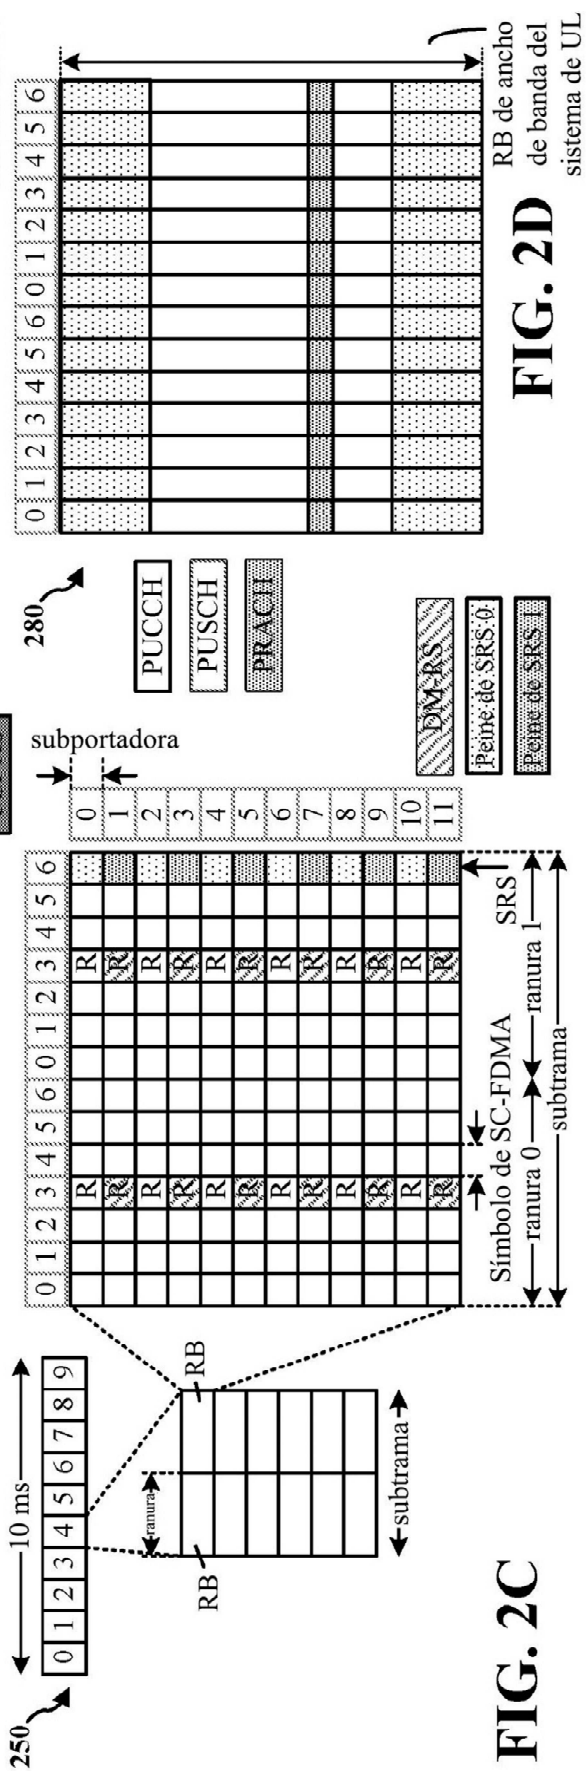 250
10 ms
0 1 2 3 4 5 6 7 8 9
ranura
RB
RB
subtrama
FIG. 2C
0 1 2 3 4 5 6 0 1 2 3 4 5 6
subportadora
0
1
2
3
4
5
6
7
8
9
10
11
R R
R R
R R
R R
R R
R R
R R
R R
R R
R R
R R
R R
Símbolo de SC-FDMA
SRS
ranura 0
ranura 1
subtrama
DM-RS
Peine de SRS 0
Peine de SRS 1
280
PUCCH
PUSCH
PRACH
0 1 2 3 4 5 6 0 1 2 3 4 5 6
RB de ancho
de banda del
sistema de UL
FIG. 2D